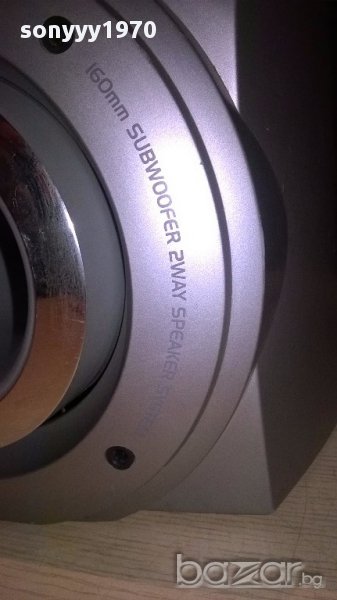 sonyyy1970
160mm SUBWOOFER 2WAY SPEAKER SYSTEM
bazar.bg